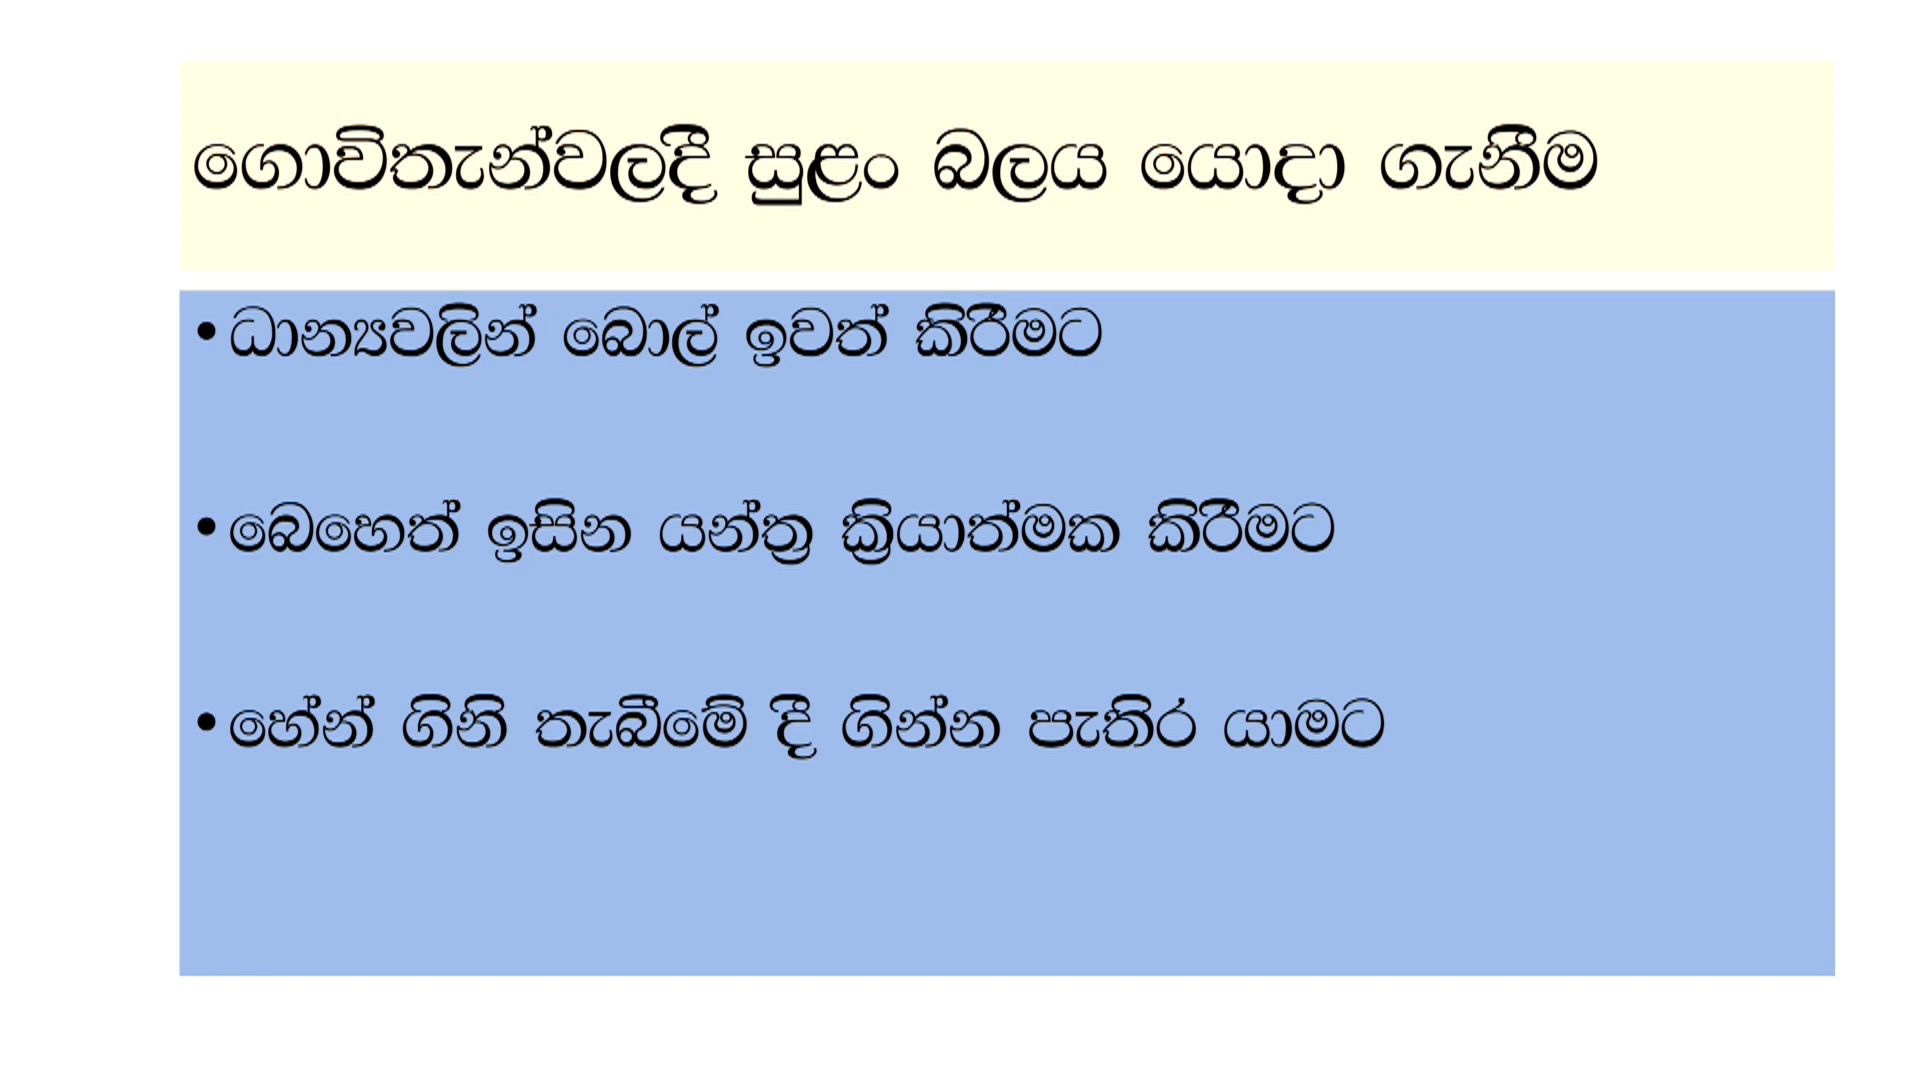 ගොවිතැන්වලදී සුළං බලය යොදා ගැනීම
• ධාන්‍යවලින් බොල් ඉවත් කිරීමට
• බෙහෙත් ඉසින යන්ත්‍ර ක්‍රියාත්මක කිරීමට
• හේන් ගිනි තැබීමේ දී ගින්න පැතිර යාමට